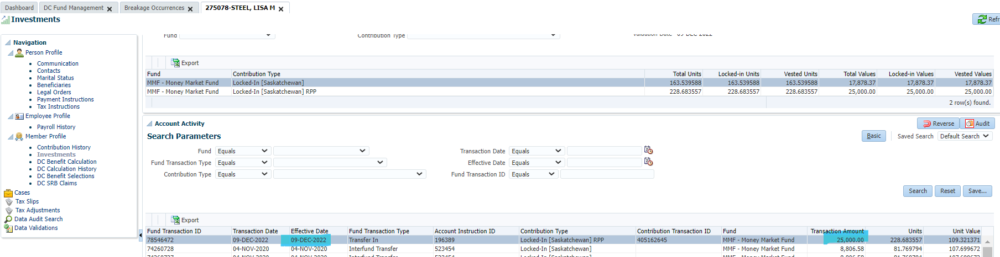 Dashboard DC Fund Management Breakage Occurrences 275078-STEEL, LISA M
Investments Refr
Navigation
Person Profile
Communication
Contacts
Marital Status
Beneficiaries
Legal Orders
Payment Instructions
Tax Instructions
Employee Profile
Payroll History
Member Profile
Contribution History
Investments
DC Benefit Calculation
DC Calculation History
DC Benefit Selections
DC SRB Claims
Cases
Tax Slips
Tax Adjustments
Data Audit Search
Data Validations
Fund Contribution Type Valuation Date 09-DEC-2022
Export
Fund Contribution Type Total Units Locked-in Units Vested Units Total Values Locked-in Values Vested Values
MMF - Money Market Fund Locked-In [Saskatchewan] 163.539588 163.539588 163.539588 17,878.37 17,878.37 17,878.37
MMF - Money Market Fund Locked-In [Saskatchewan] RPP 228.683557 228.683557 228.683557 25,000.00 25,000.00 25,000.00
2 row(s) found.
Account Activity Reverse Audit
Search Parameters Basic Saved Search Default Search
Fund Equals Transaction Date Equals
Fund Transaction Type Equals Effective Date Equals
Contribution Type Equals Fund Transaction ID Equals
Search Reset Save...
Export
Fund Transaction ID Transaction Date Effective Date Fund Transaction Type Account Instruction ID Contribution Type Contribution Transaction ID Fund Transaction Amount Units Unit Value
78546472 09-DEC-2022 09-DEC-2022 Transfer In 196389 Locked-In [Saskatchewan] RPP 405162645 MMF - Money Market Fund 25,000.00 228.683557 109.321371
74260728 04-NOV-2020 04-NOV-2020 Interfund Transfer 523454 Locked-In [Saskatchewan] MMF - Money Market Fund 8,806.58 81.769794 107.699672